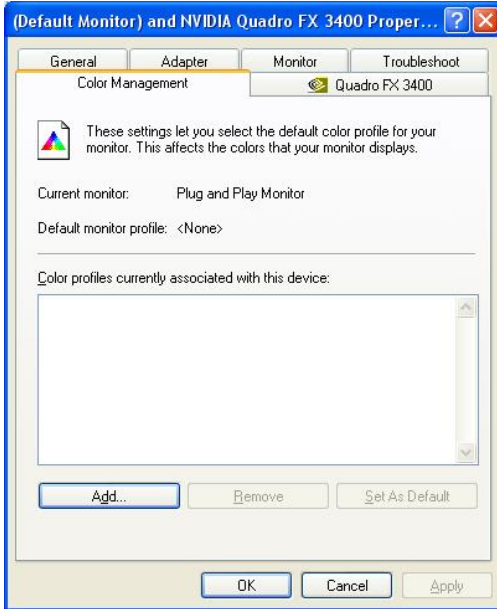 (Default Monitor) and NVIDIA Quadro FX 3400 Proper... ?
General Adapter Monitor Troubleshoot
Color Management Quadro FX 3400
These settings let you select the default color profile for your
monitor. This affects the colors that your monitor displays.
Current monitor: Plug and Play Monitor
Default monitor profile: <None>
Color profiles currently associated with this device:
Add... Remove Set As Default
OK Cancel Apply